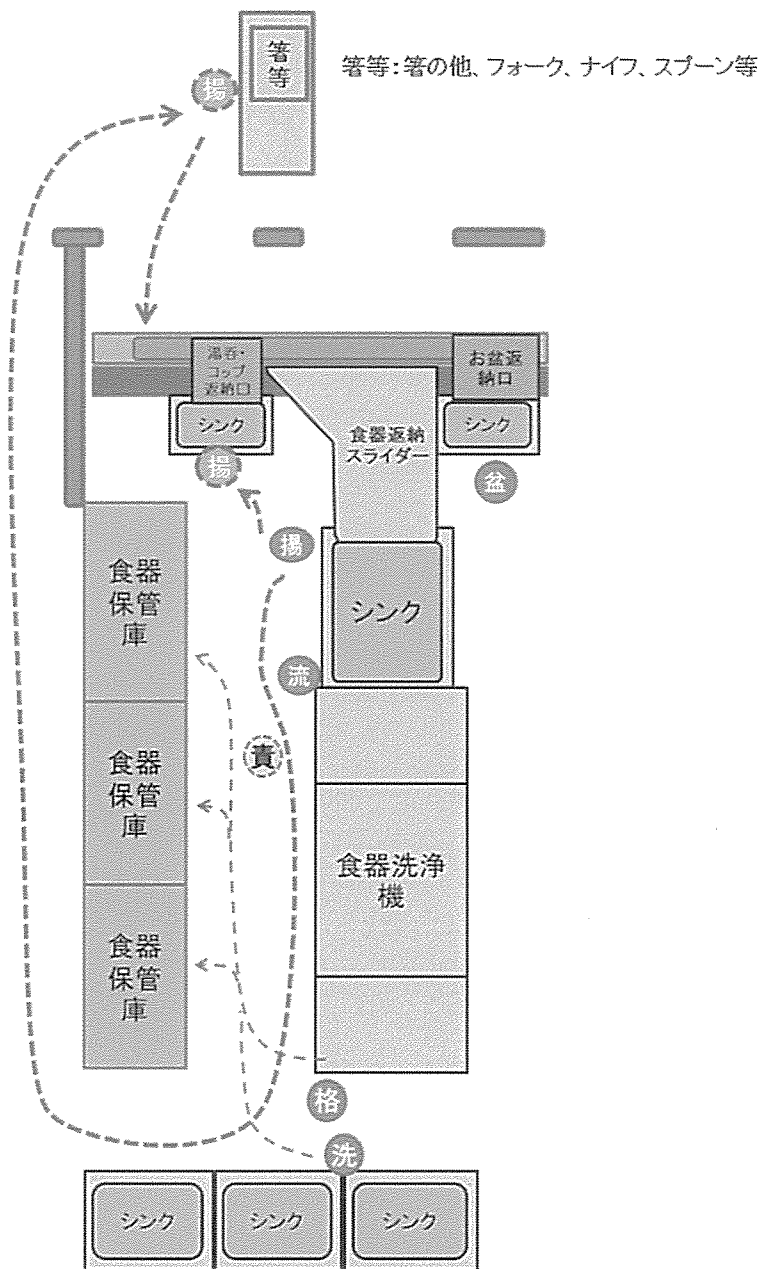 箸
等
箸等：箸の他、フォーク、ナイフ、スプーン等
揚
湯呑・
コップ
返納口
お盆返
納口
シンク
食器返納
スライダー
シンク
揚
盆
揚
食器
保管
庫
シンク
流
責
食器
保管
庫
食器洗浄
機
食器
保管
庫
格
洗
シンク
シンク
シンク